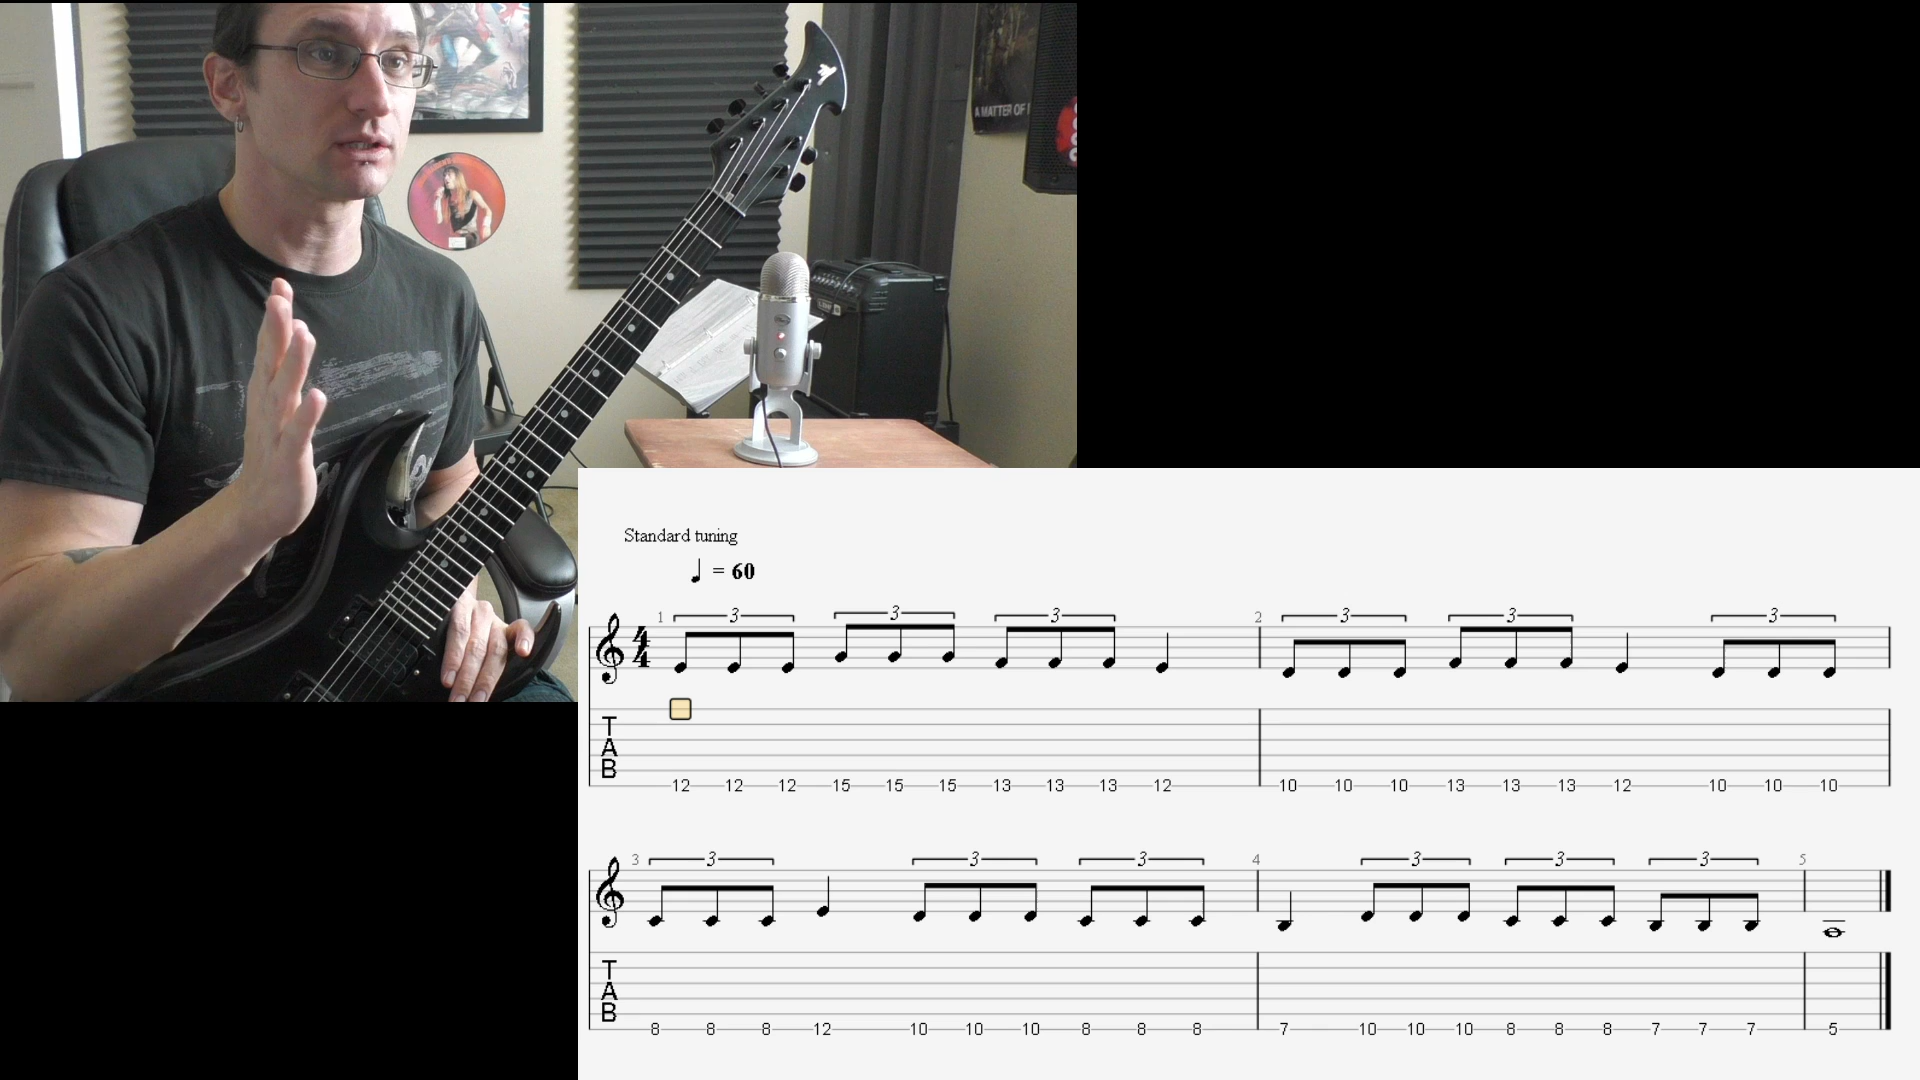 A MATTER OF
Standard tuning
= 60
1 3 3 3 2 3 3 3
4
4
T
A
B
12 12 12 15 15 15 13 13 13 12 10 10 10 13 13 13 12 10 10 10
3 3 3 3 4 3 3 3 5
T
A
B
8 8 8 12 10 10 10 8 8 8 7 10 10 10 8 8 8 7 7 7 5